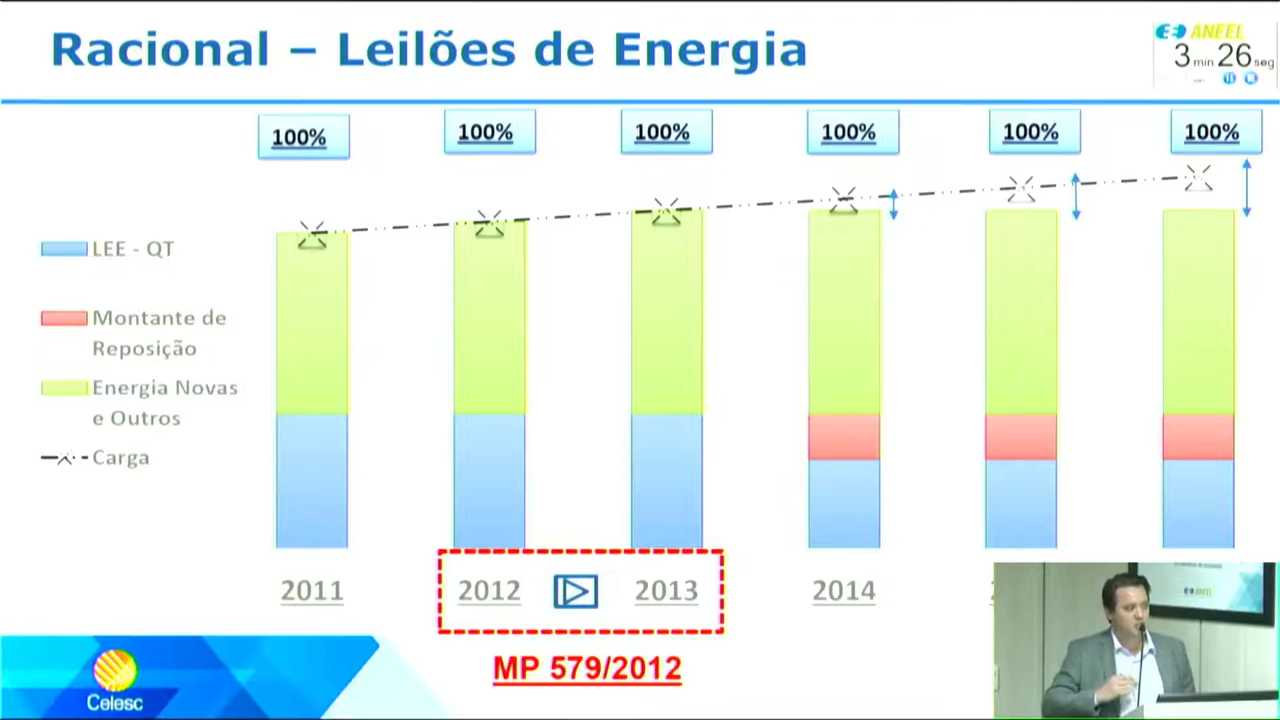 Racional – Leilões de Energia
ANEEL
3 min 26 seg
100% 100% 100% 100% 100% 100%
LEE - QT
Montante de
Reposição
Energia Novas
e Outros
Carga
2011 2012 2013 2014
MP 579/2012
Celesc
ANEEL